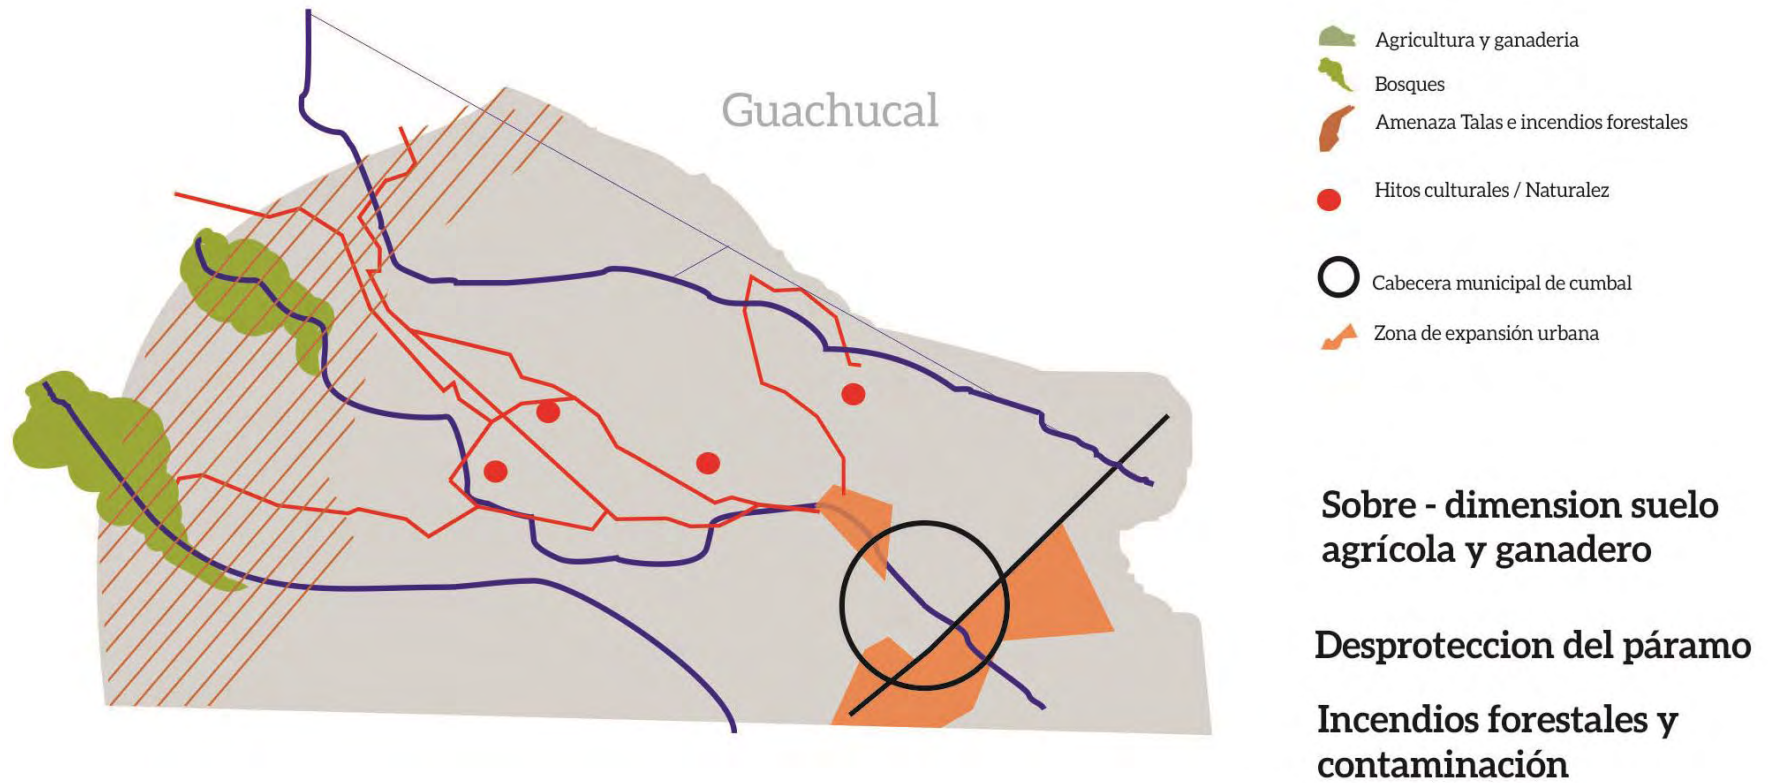 Guachucal
Agricultura y ganaderia
Bosques
Amenaza Talas e incendios forestales
Hitos culturales / Naturalez
Cabecera municipal de cumbal
Zona de expansión urbana
Sobre - dimension suelo
agrícola y ganadero
Desproteccion del páramo
Incendios forestales y
contaminación